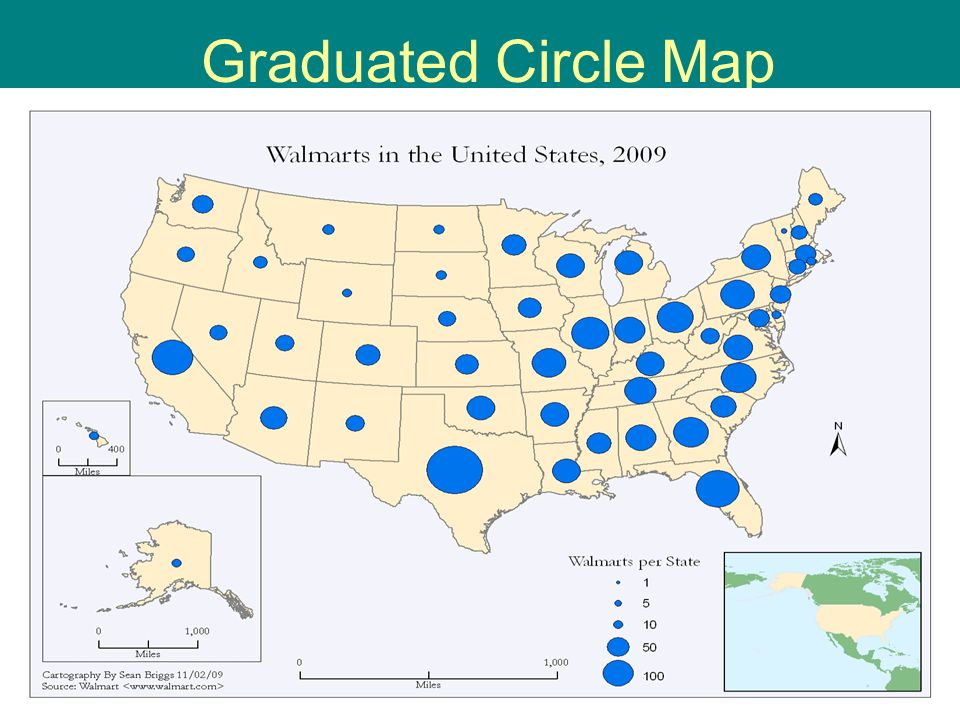 Graduated Circle Map
Walmarts in the United States, 2009
N
0 400
Miles
0 1,000
Miles
Cartography By Sean Briggs 11/02/09
Source: Walmart <www.walmart.com>
0 1,000
Miles
Walmarts per State
1
5
10
50
100